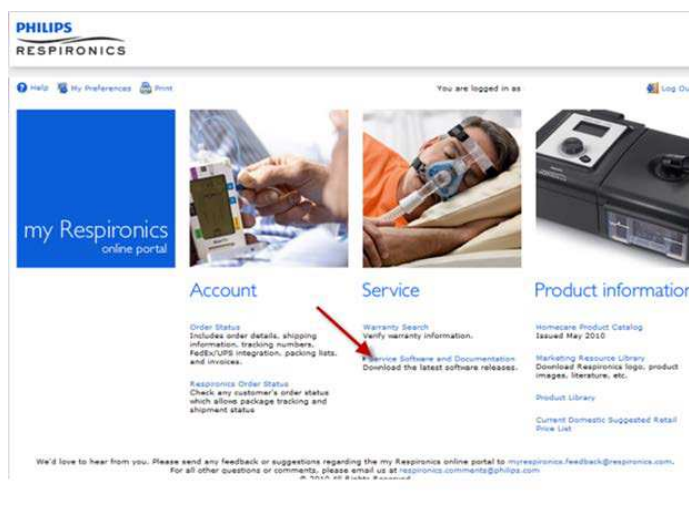 PHILIPS
RESPIRONICS
Help My Preferences Print
You are logged in as
Log Ou
my Respironics
online portal
Account
Order Status
Includes order details, shipping
information, tracking numbers,
FedEx/UPS integration, packing lists,
and invoices.
Respironics Order Status
Check any customer's order status
which allows package tracking and
shipment status
Service
Warranty Search
Verify warranty information.
Service Software and Documentation
Download the latest software releases.
Product information
Homecare Product Catalog
Issued May 2010
Marketing Resource Library
Download Respironics logo, product
images, literature, etc.
Product Library
Current Domestic Suggested Retail
Price List
We'd love to hear from you. Please send any feedback or suggestions regarding the my Respironics online portal to myrespironics.feedback@respironics.com.
For all other questions or comments, please email us at respironics.comments@philips.com
© 2010 All Rights Reserved